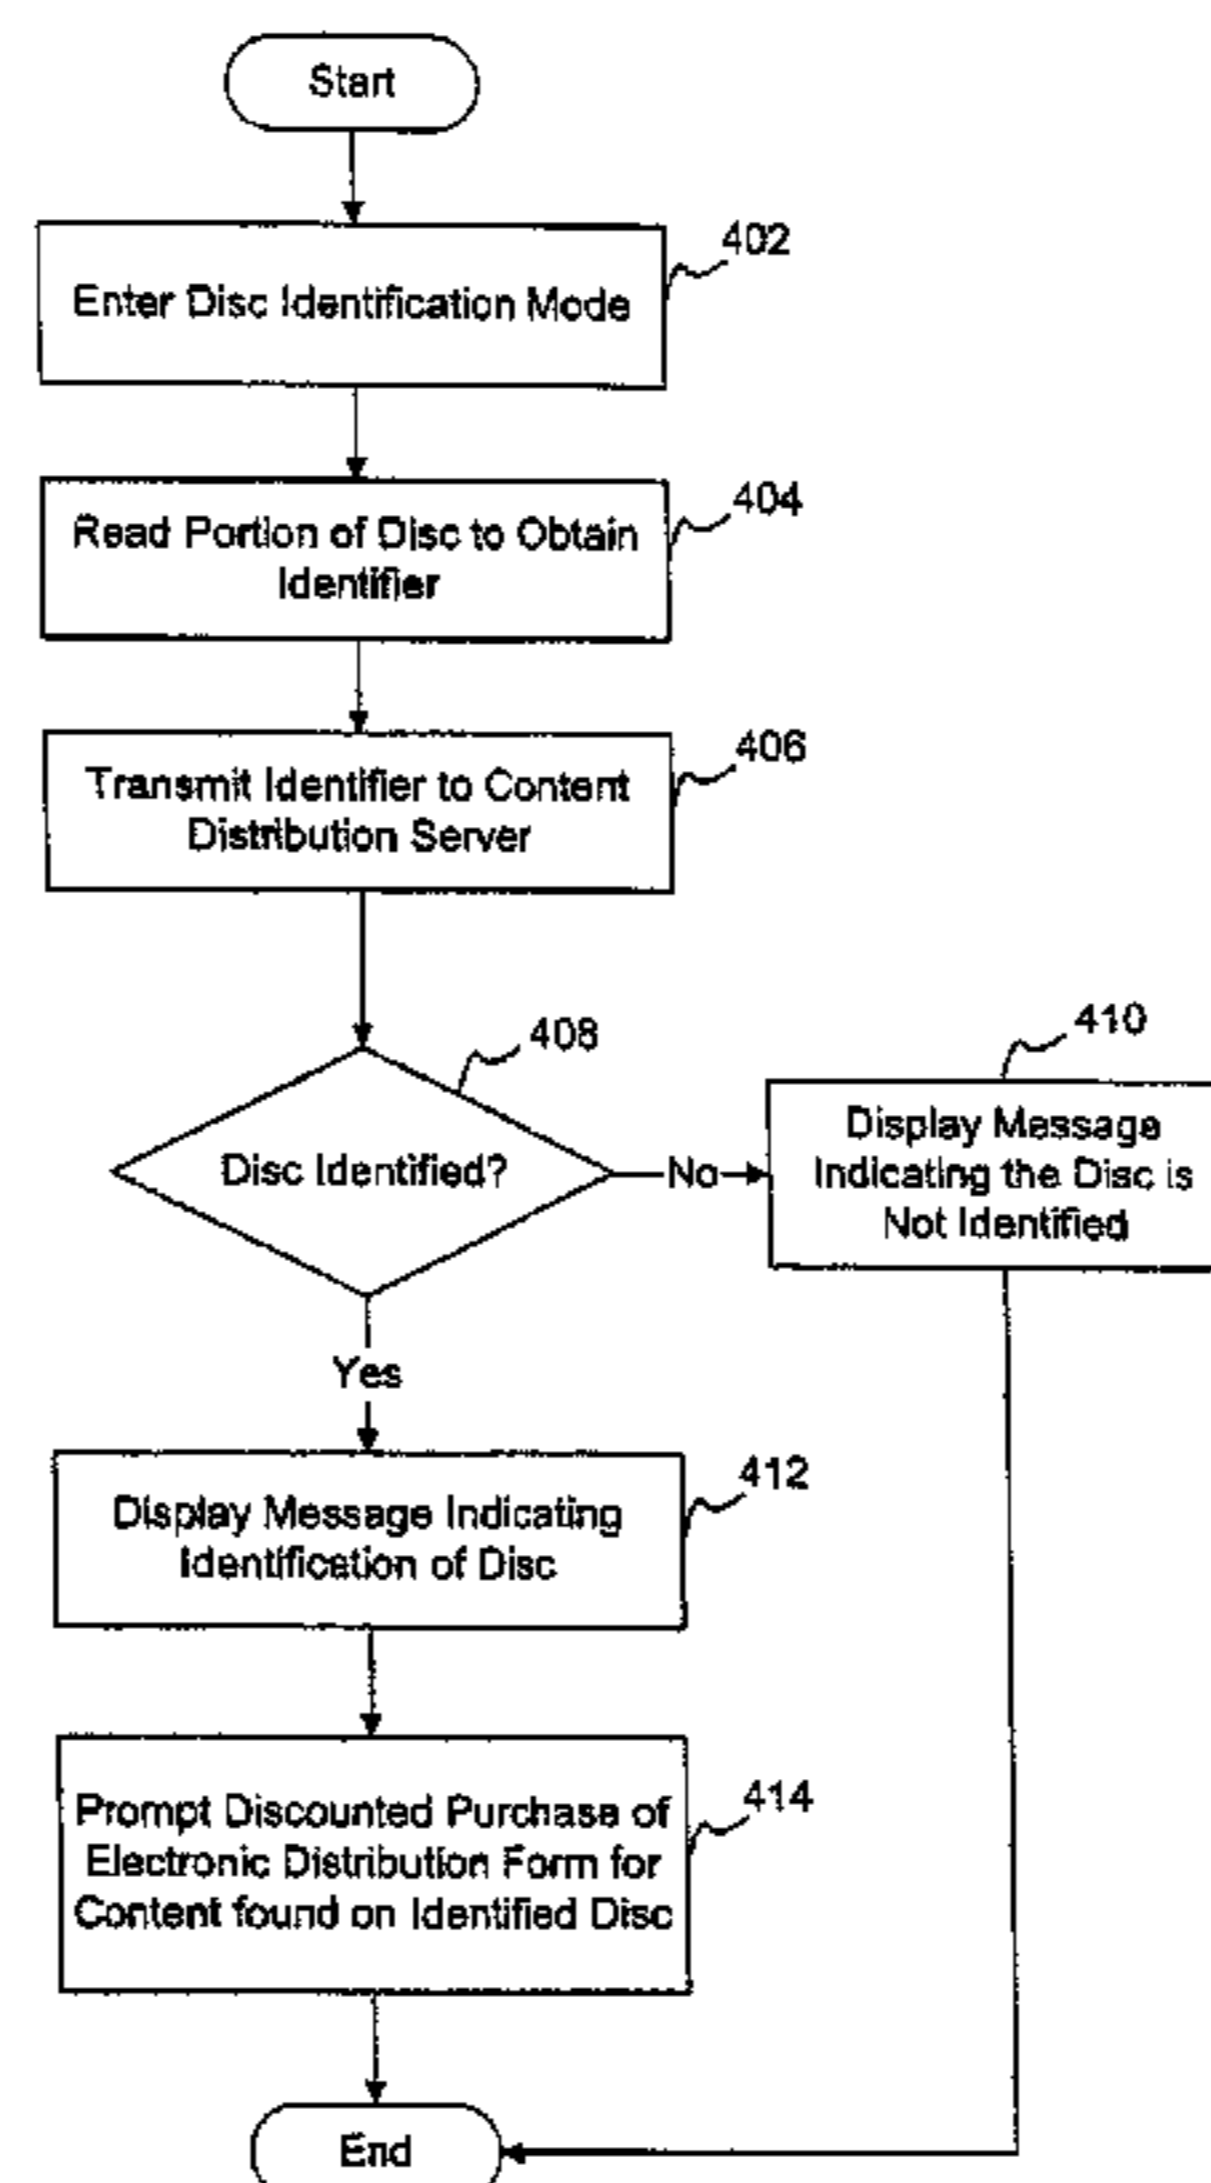 Start
402
Enter Disc Identification Mode
404
Read Portion of Disc to Obtain
Identifier
406
Transmit Identifier to Content
Distribution Server
408
Disc Identified?
No
410
Display Message
Indicating the Disc is
Not Identified
Yes
412
Display Message Indicating
Identification of Disc
414
Prompt Discounted Purchase of
Electronic Distribution Form for
Content found on Identified Disc
End